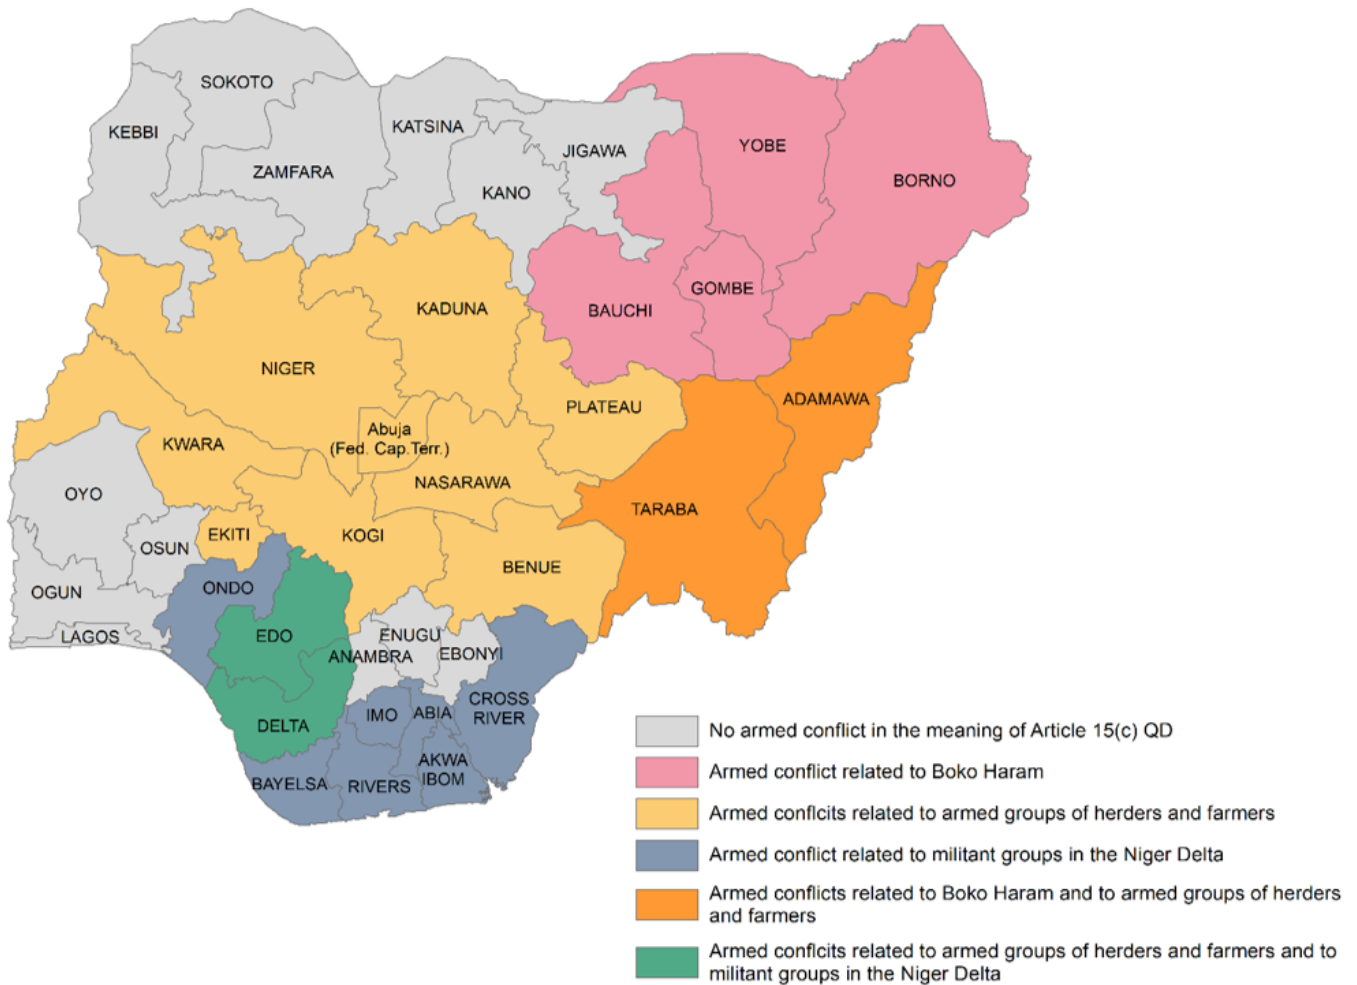 SOKOTO
KEBBI
KATSINA
ZAMFARA
KANO
JIGAWA
YOBE
BORNO
KADUNA
BAUCHI
GOMBE
NIGER
PLATEAU
ADAMAWA
Abuja
(Fed. Cap.Terr.)
KWARA
NASARAWA
OYO
TARABA
OSUN
EKITI
KOGI
BENUE
OGUN
ONDO
LAGOS
EDO
ENUGU
ANAMBRA
EBONYI
DELTA
IMO
ABIA
CROSS
RIVER
BAYELSA
RIVERS
AKWA
IBOM
No armed conflict in the meaning of Article 15(c) QD
Armed conflict related to Boko Haram
Armed conflcits related to armed groups of herders and farmers
Armed conflict related to militant groups in the Niger Delta
Armed conflicts related to Boko Haram and to armed groups of herders
and farmers
Armed conflcits related to armed groups of herders and farmers and to
militant groups in the Niger Delta